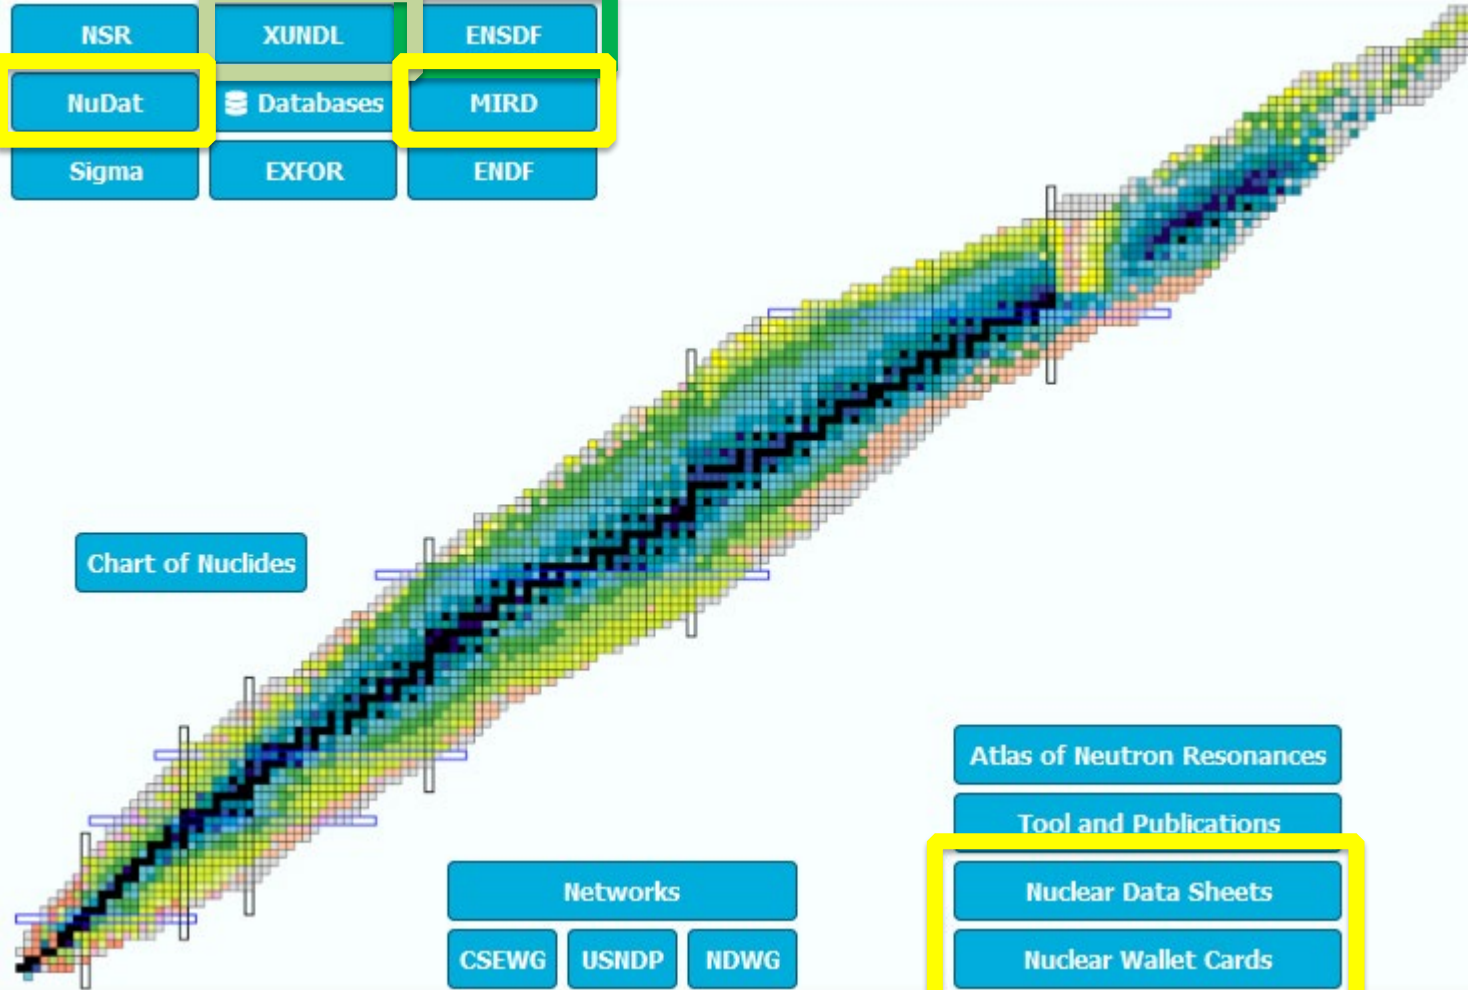 NSR
XUNDL
ENSDF
NuDat
Databases
MIRD
Sigma
EXFOR
ENDF
Chart of Nuclides
Atlas of Neutron Resonances
Tool and Publications
Networks
Nuclear Data Sheets
CSEWG
USNDP
NDWG
Nuclear Wallet Cards